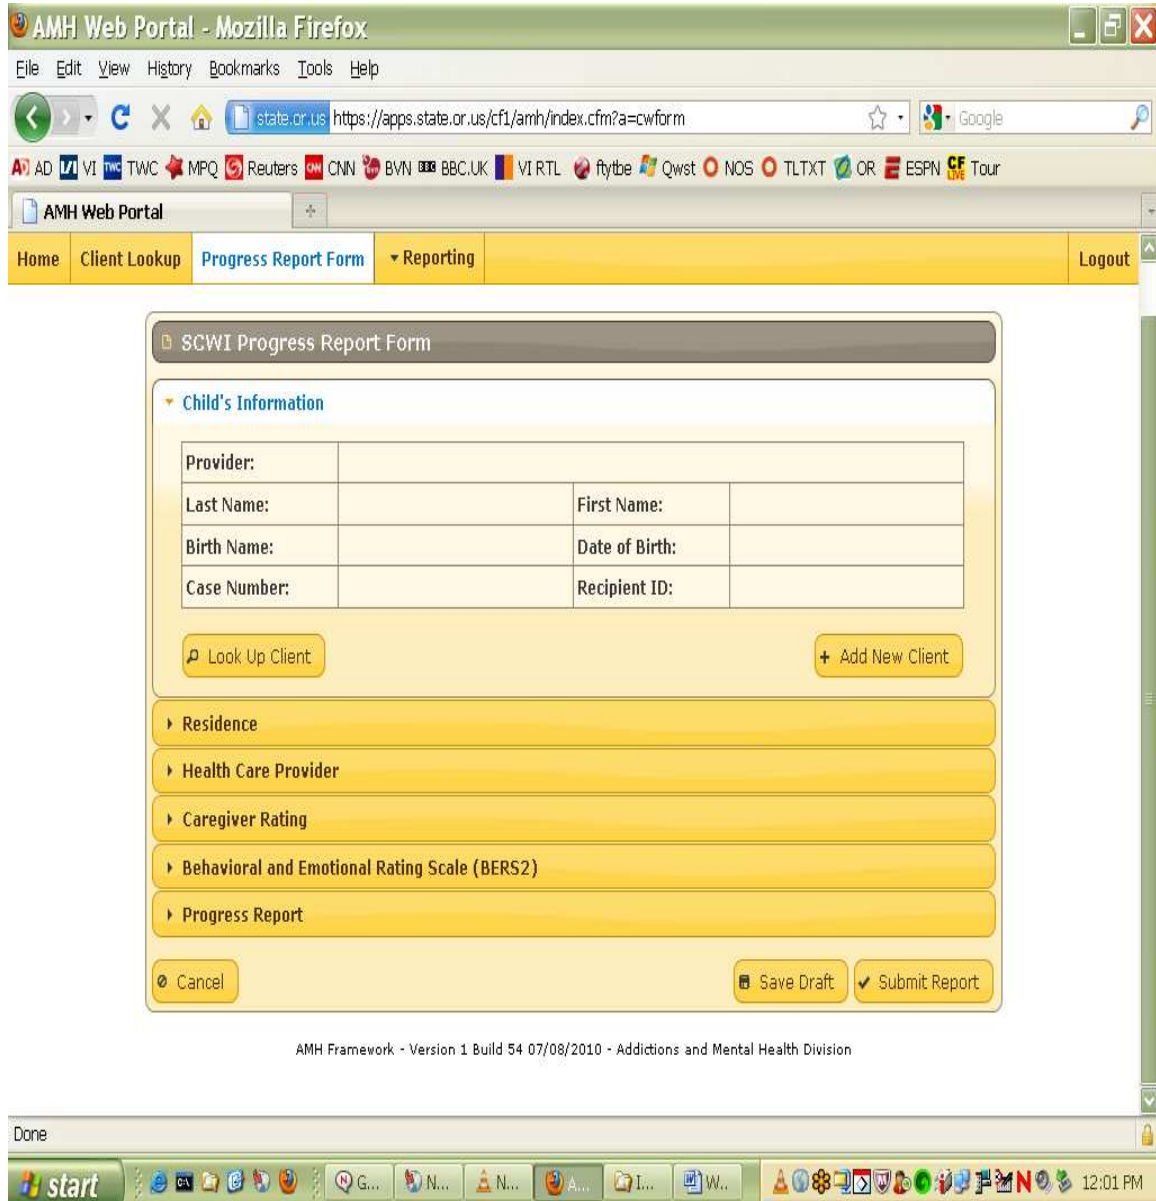 AMH Web Portal - Mozilla Firefox
File Edit View History Bookmarks Tools Help
state.or.us https://apps.state.or.us/cf1/amh/index.cfm?a=cwform Google
AD VI TWC MPQ Reuters CNN BVN BBC.UK VI RTL ftytbe Qwst NOS TLTXT OR ESPN CF LIVE Tour
AMH Web Portal
Home Client Lookup Progress Report Form Reporting Logout
SCWI Progress Report Form
Child's Information
Provider:
Last Name: First Name:
Birth Name: Date of Birth:
Case Number: Recipient ID:
Look Up Client + Add New Client
Residence
Health Care Provider
Caregiver Rating
Behavioral and Emotional Rating Scale (BERS2)
Progress Report
Cancel Save Draft Submit Report
AMH Framework - Version 1 Build 54 07/08/2010 - Addictions and Mental Health Division
Done
start G... N... N... A... I... W.. 12:01 PM